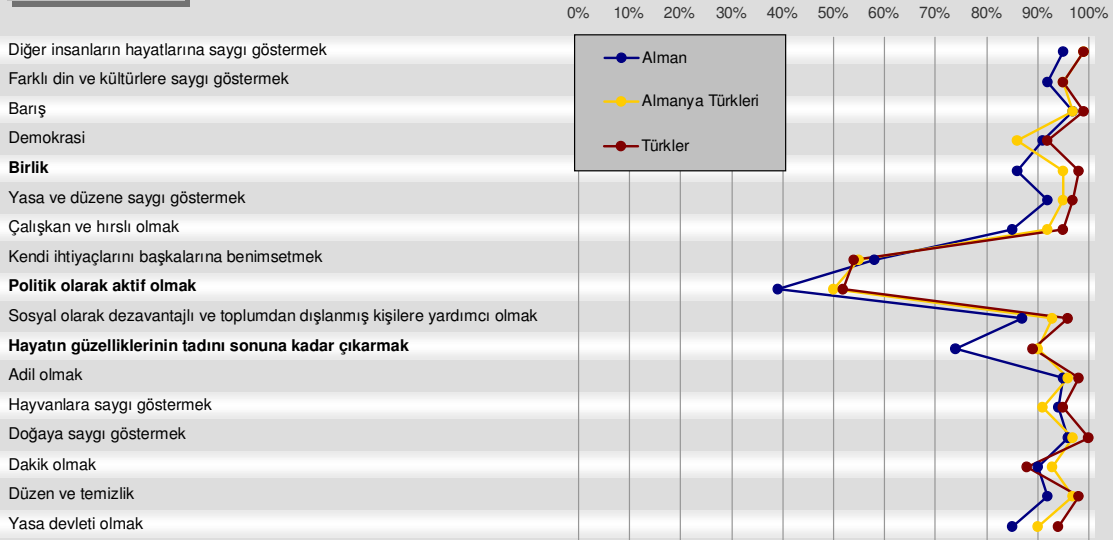 0% 10% 20% 30% 40% 50% 60% 70% 80% 90% 100%
Diğer insanların hayatlarına saygı göstermek
Farklı din ve kültürlere saygı göstermek
Barış
Demokrasi
Birlik
Yasa ve düzene saygı göstermek
Çalışkan ve hırslı olmak
Kendi ihtiyaçlarını başkalarına benimsetmek
Politik olarak aktif olmak
Sosyal olarak dezavantajlı ve toplumdan dışlanmış kişilere yardımcı olmak
Hayatın güzelliklerinin tadını sonuna kadar çıkarmak
Adil olmak
Hayvanlara saygı göstermek
Doğaya saygı göstermek
Dakik olmak
Düzen ve temizlik
Yasa devleti olmak
Alman
Almanya Türkleri
Türkler